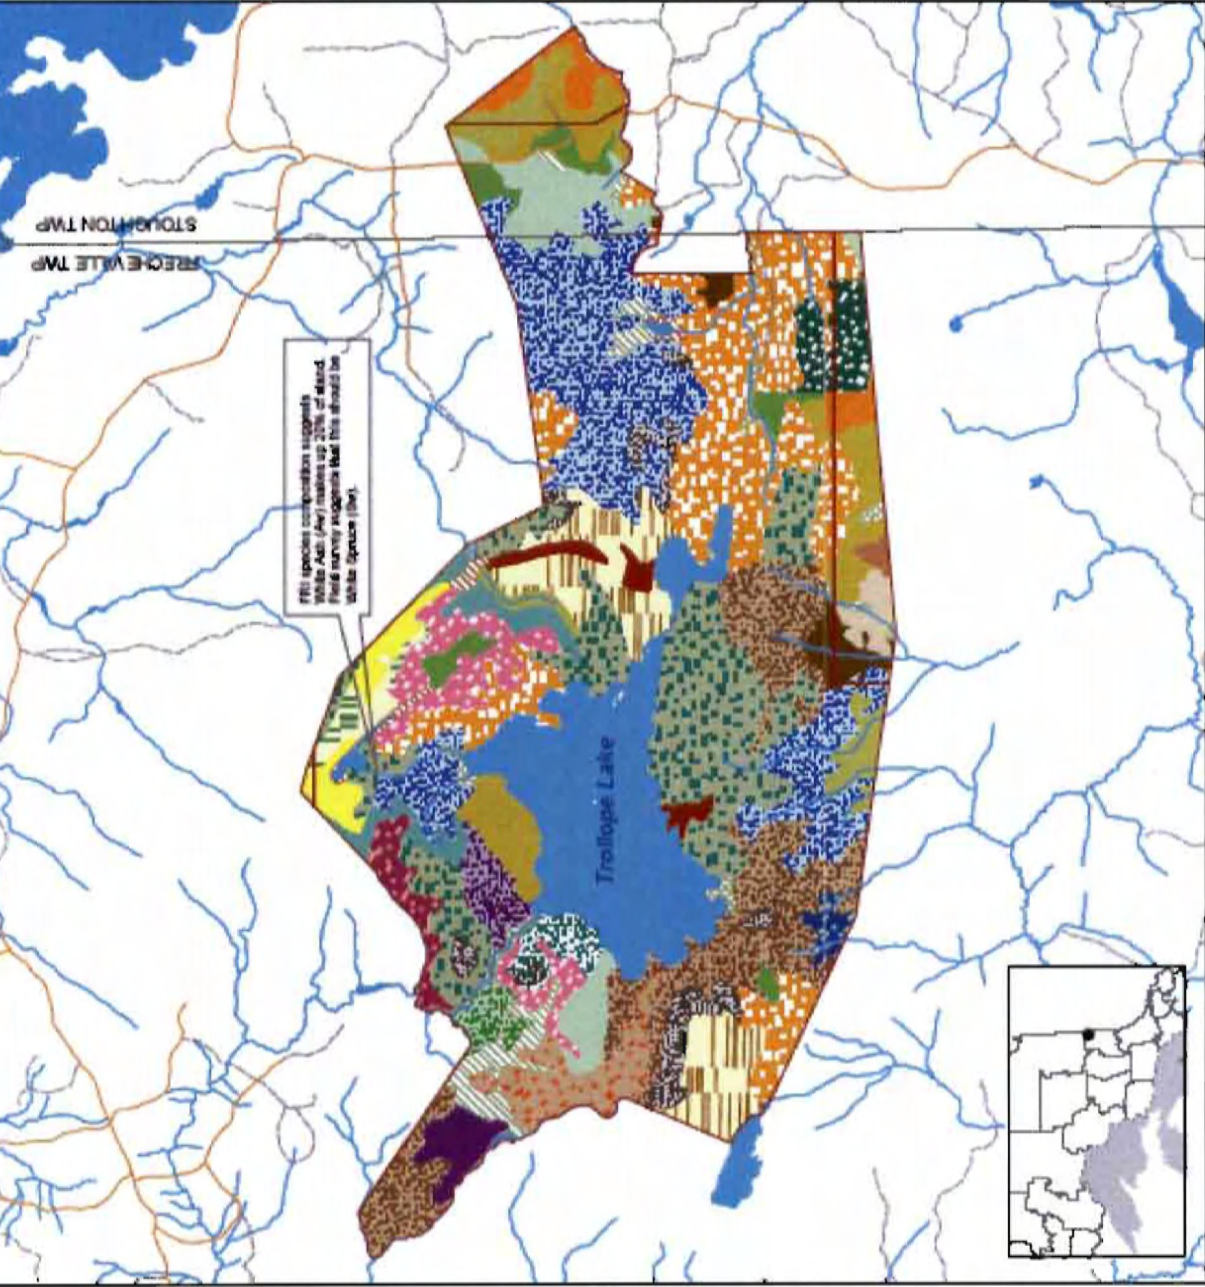 STOUGHTON TWP
FRECHEVILLE TWP
FRI species composition suggests
White Ash (Aw) makes up 20% of stand.
Field survey suggests that this should be
White Spruce (Sw).
Trollope Lake